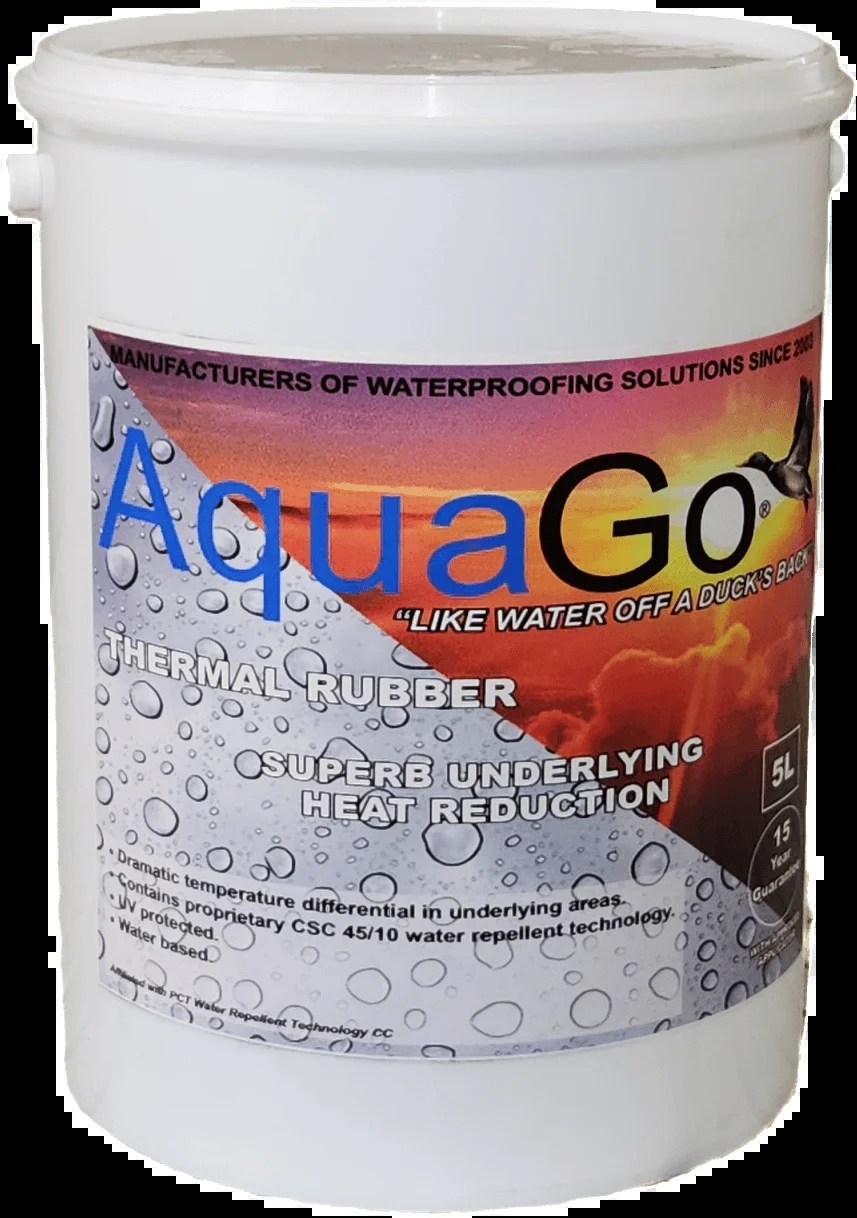 MANUFACTURERS OF WATERPROOFING SOLUTIONS SINCE 2003
AquaGo®
“LIKE WATER OFF A DUCK'S BACK”
THERMAL RUBBER
SUPERB UNDERLYING
HEAT REDUCTION
5L
15
Year
Guarantee
• Dramatic temperature differential in underlying areas.
• Contains proprietary CSC 45/10 water repellent technology.
• UV protected.
• Water based.
Affiliated with PCT Water Repellent Technology CC